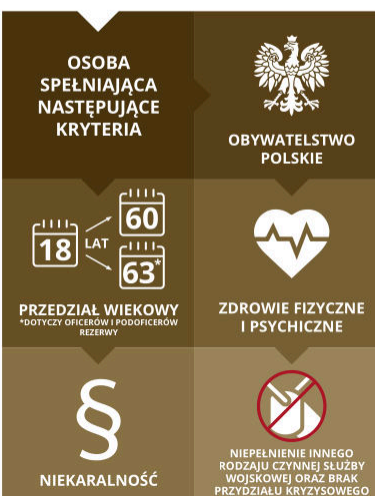 OSOBA
SPEŁNIAJĄCA
NASTĘPUJĄCE
KRYTERIA
OBYWATELSTWO
POLSKIE
18 LAT 60
63*
PRZEDZIAŁ WIEKOWY
*DOTYCZY OFICERÓW I PODOFICERÓW
REZERWY
ZDROWIE FIZYCZNE
I PSYCHICZNE
§
NIEKARALNOŚĆ
NIEPEŁNIENIE INNEGO
RODZAJU CZYNNEJ SŁUŻBY
WOJSKOWEJ ORAZ BRAK
PRZYDZIAŁU KRYZYSOWEGO